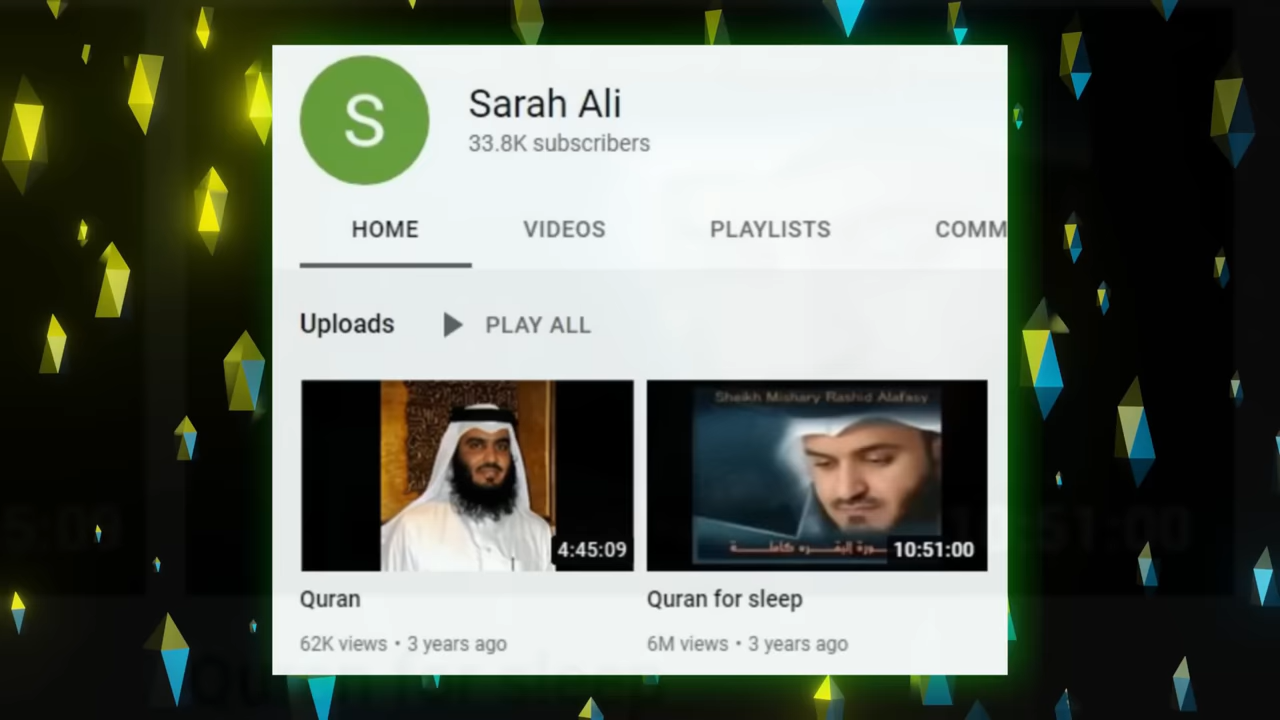 S
Sarah Ali
33.8K subscribers
HOME VIDEOS PLAYLISTS COMM
Uploads PLAY ALL
Sheikh Mishary Rashid Alafasy
كاملة
4:45:09 10:51:00
Quran Quran for sleep
62K views • 3 years ago 6M views • 3 years ago